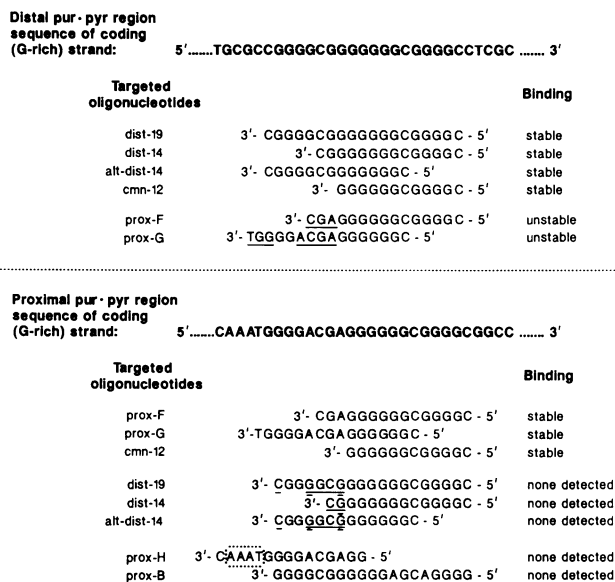 Distal pur·pyr region
sequence of coding
(G-rich) strand: 5′......TGCGCCGGGGCGGGGGGGCGGGGCCTCGC ...... 3′
Targeted
oligonucleotides Binding
dist-19 3′- CGGGGCGGGGGGGCGGGGC - 5′ stable
dist-14 3′- CGGGGGGGCGGGGC - 5′ stable
alt-dist-14 3′- CGGGGCGGGGGGGC - 5′ stable
cmn-12 3′- GGGGGGCGGGGC - 5′ stable
prox-F 3′- CGAGGGGGGCGGGGC - 5′ unstable
prox-G 3′- TGGGGACGAGGGGGGC - 5′ unstable
Proximal pur·pyr region
sequence of coding
(G-rich) strand: 5′......CAAATGGGGACGAGGGGGGCGGGGCGGCC ...... 3′
Targeted
oligonucleotides Binding
prox-F 3′- CGAGGGGGGCGGGGC - 5′ stable
prox-G 3′-TGGGGACGAGGGGGGC - 5′ stable
cmn-12 3′- GGGGGGCGGGGC - 5′ stable
dist-19 3′- CGGGGCGGGGGGGCGGGGC - 5′ none detected
dist-14 3′- CGGGGGGGCGGGGC - 5′ none detected
alt-dist-14 3′- CGGGGCGGGGGGGC - 5′ none detected
prox-H 3′- CAAATGGGGACGAGG - 5′ none detected
prox-B 3′- GGGGCGGGGGGAGCAGGGG - 5′ none detected